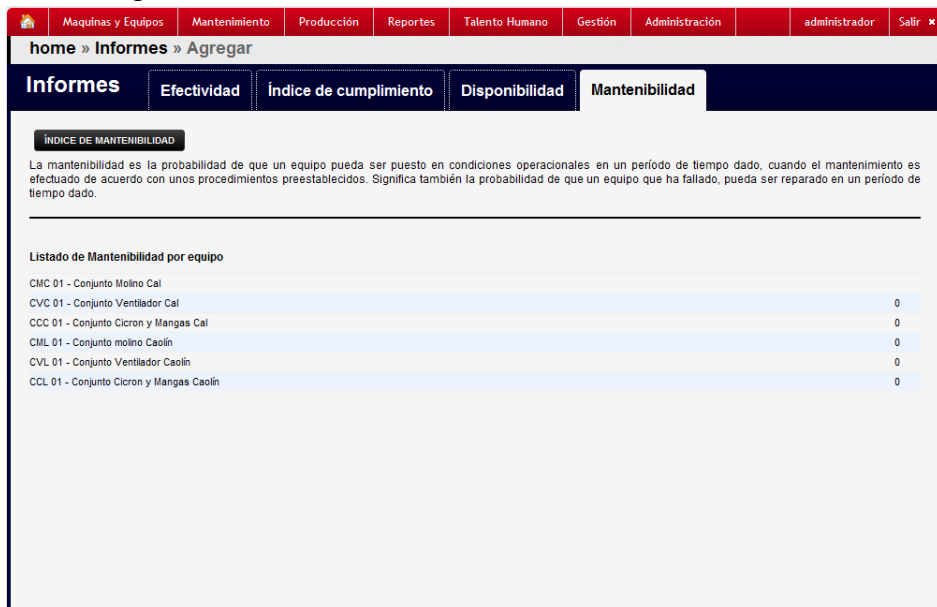 Maquinas y Equipos Mantenimiento Producción Reportes Talento Humano Gestión Administración administrador Salir ×
home » Informes » Agregar
Informes Efectividad Índice de cumplimiento Disponibilidad Mantenibilidad
ÍNDICE DE MANTENIBILIDAD
La mantenibilidad es la probabilidad de que un equipo pueda ser puesto en condiciones operacionales en un período de tiempo dado, cuando el mantenimiento es
efectuado de acuerdo con unos procedimientos preestablecidos. Significa también la probabilidad de que un equipo que ha fallado, pueda ser reparado en un período de
tiempo dado.
Listado de Mantenibilidad por equipo
CMC 01 - Conjunto Molino Cal
CVC 01 - Conjunto Ventilador Cal 0
CCC 01 - Conjunto Cicron y Mangas Cal 0
CML 01 - Conjunto molino Caolín 0
CVL 01 - Conjunto Ventilador Caolín 0
CCL 01 - Conjunto Cicron y Mangas Caolín 0